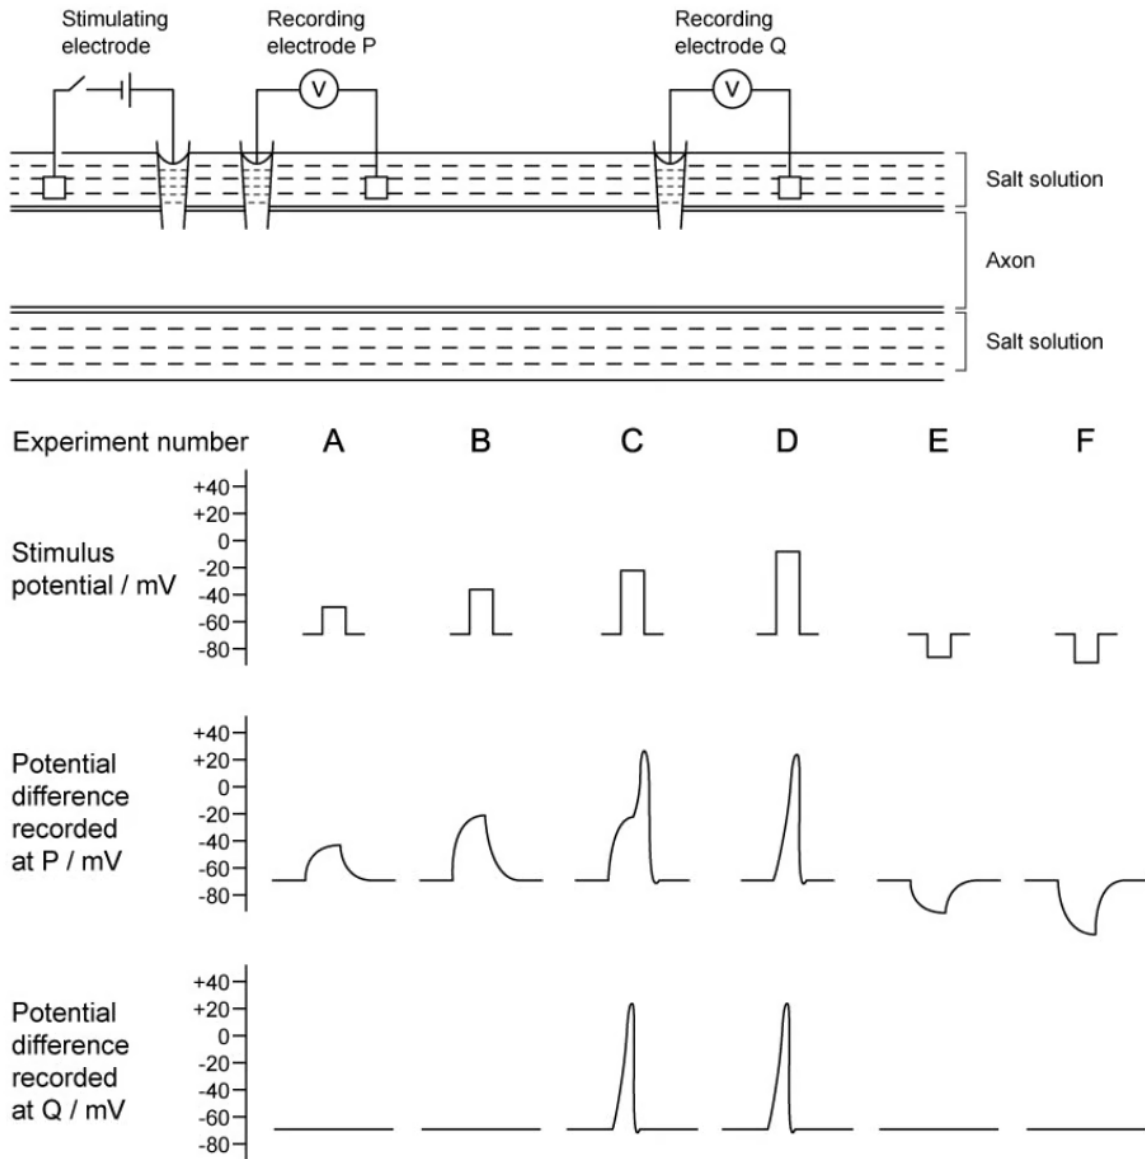 Stimulating
electrode
Recording
electrode P
Recording
electrode Q
V
V
Salt solution
Axon
Salt solution
Experiment number A B C D E F
+40
+20
0
-20
-40
-60
-80
Stimulus
potential / mV
+40
+20
0
-20
-40
-60
-80
Potential
difference
recorded
at P / mV
+40
+20
0
-20
-40
-60
-80
Potential
difference
recorded
at Q / mV